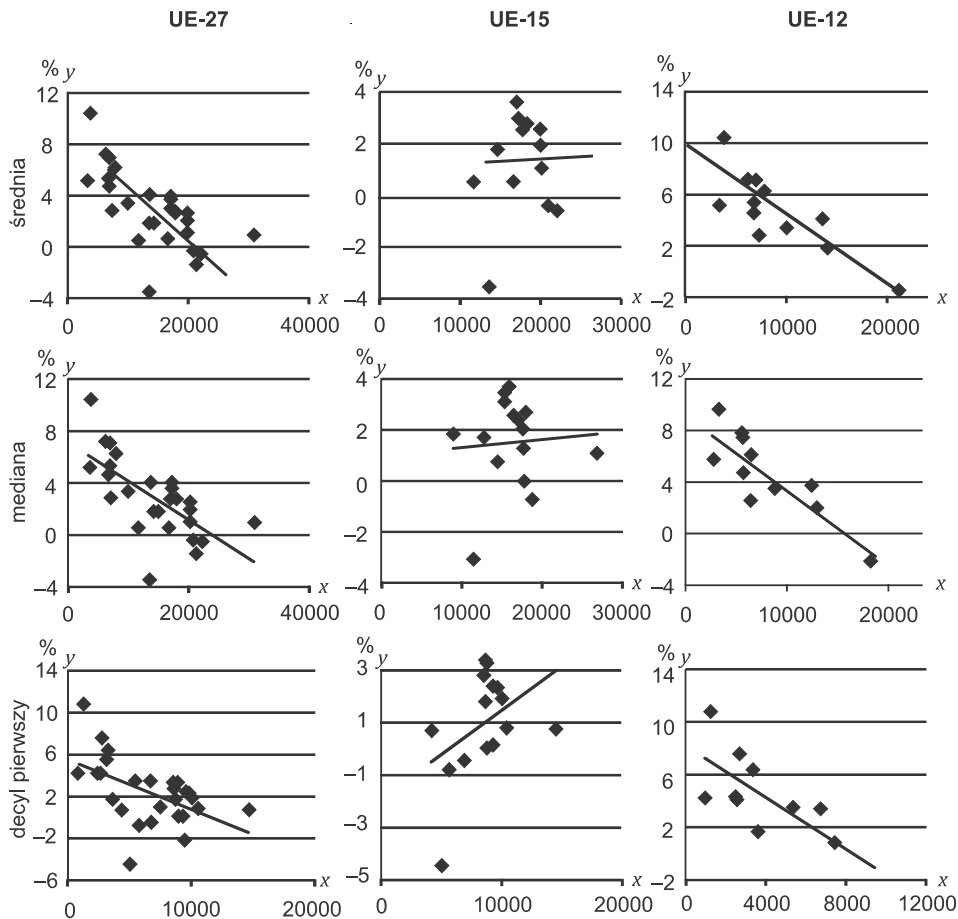 UE-27 UE-15 UE-12
% y % y % y
12 4 14
8 2 10
4 0 6
0 −2 2
−4 −4 −2
x x x
0 20000 40000 10000 20000 30000 0 10000 20000
średnia
% y % y % y
12 4 12
8 2 8
4 0 4
0 −2 0
−4 −4 −4
x x x
0 20000 40000 0 10000 20000 30000 0 10000 20000
mediana
% y % y % y
14 3 14
10 1 10
6 −1 6
2 −3 2
−2 −5 −2
−6
x x x
0 10000 20000 0 10000 20000 0 4000 8000 12000
decyl pierwszy